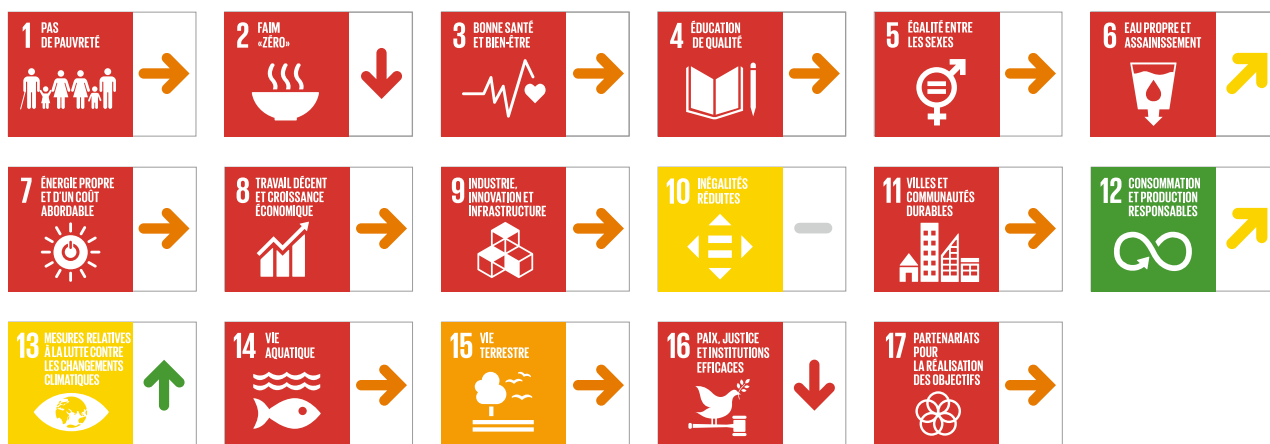 1 PAS
DE PAUVRETÉ
2 FAIM
«ZÉRO»
3 BONNE SANTÉ
ET BIEN-ÊTRE
4 ÉDUCATION
DE QUALITÉ
5 ÉGALITÉ ENTRE
LES SEXES
6 EAU PROPRE ET
ASSAINISSEMENT
7 ÉNERGIE PROPRE
ET D'UN COÛT
ABORDABLE
8 TRAVAIL DÉCENT
ET CROISSANCE
ÉCONOMIQUE
9 INDUSTRIE,
INNOVATION ET
INFRASTRUCTURE
10 INÉGALITÉS
RÉDUITES
11 VILLES ET
COMMUNAUTÉS
DURABLES
12 CONSOMMATION
ET PRODUCTION
RESPONSABLES
13 MESURES RELATIVES
À LA LUTTE CONTRE
LES CHANGEMENTS
CLIMATIQUES
14 VIE
AQUATIQUE
15 VIE
TERRESTRE
16 PAIX, JUSTICE
ET INSTITUTIONS
EFFICACES
17 PARTENARIATS
POUR
LA RÉALISATION
DES OBJECTIFS